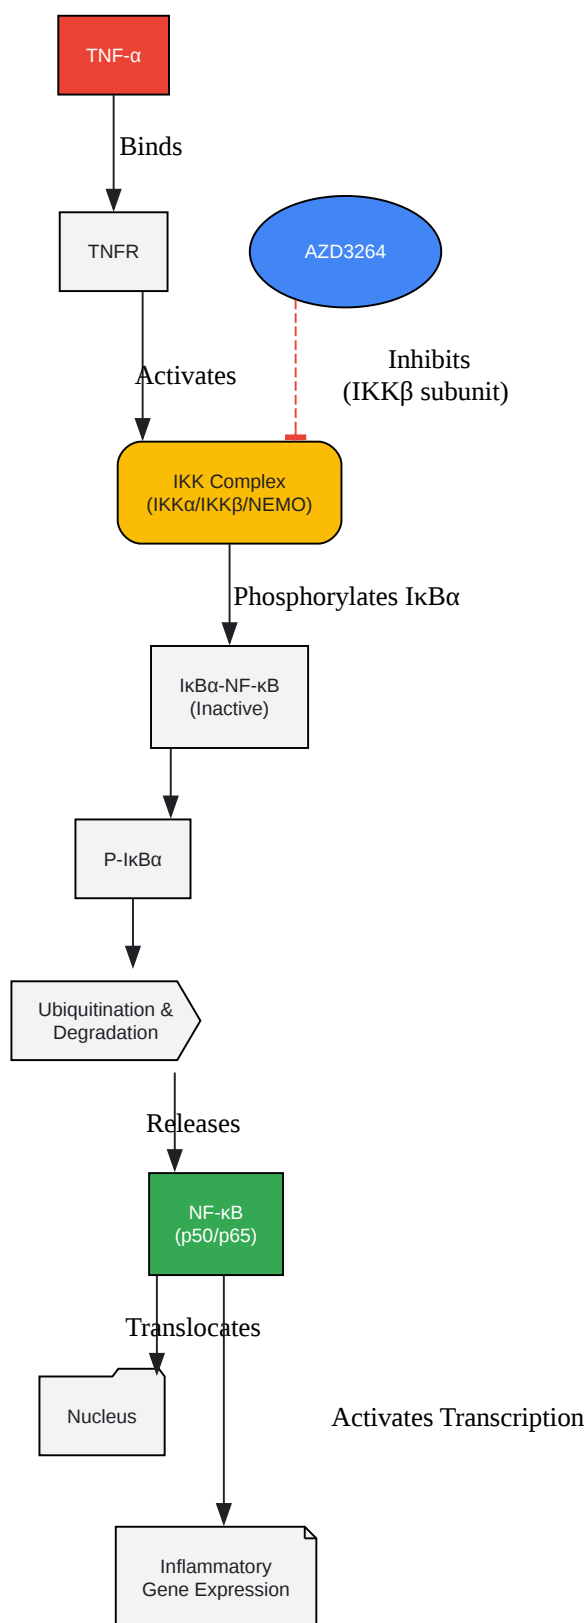 TNF-α
Binds
TNFR
AZD3264
Activates
Inhibits
(IKKβ subunit)
IKK Complex
(IKKα/IKKβ/NEMO)
Phosphorylates IκBα
IκBα-NF-κB
(Inactive)
P-IκBα
Ubiquitination &
Degradation
Releases
NF-κB
(p50/p65)
Translocates
Nucleus
Activates Transcription
Inflammatory
Gene Expression